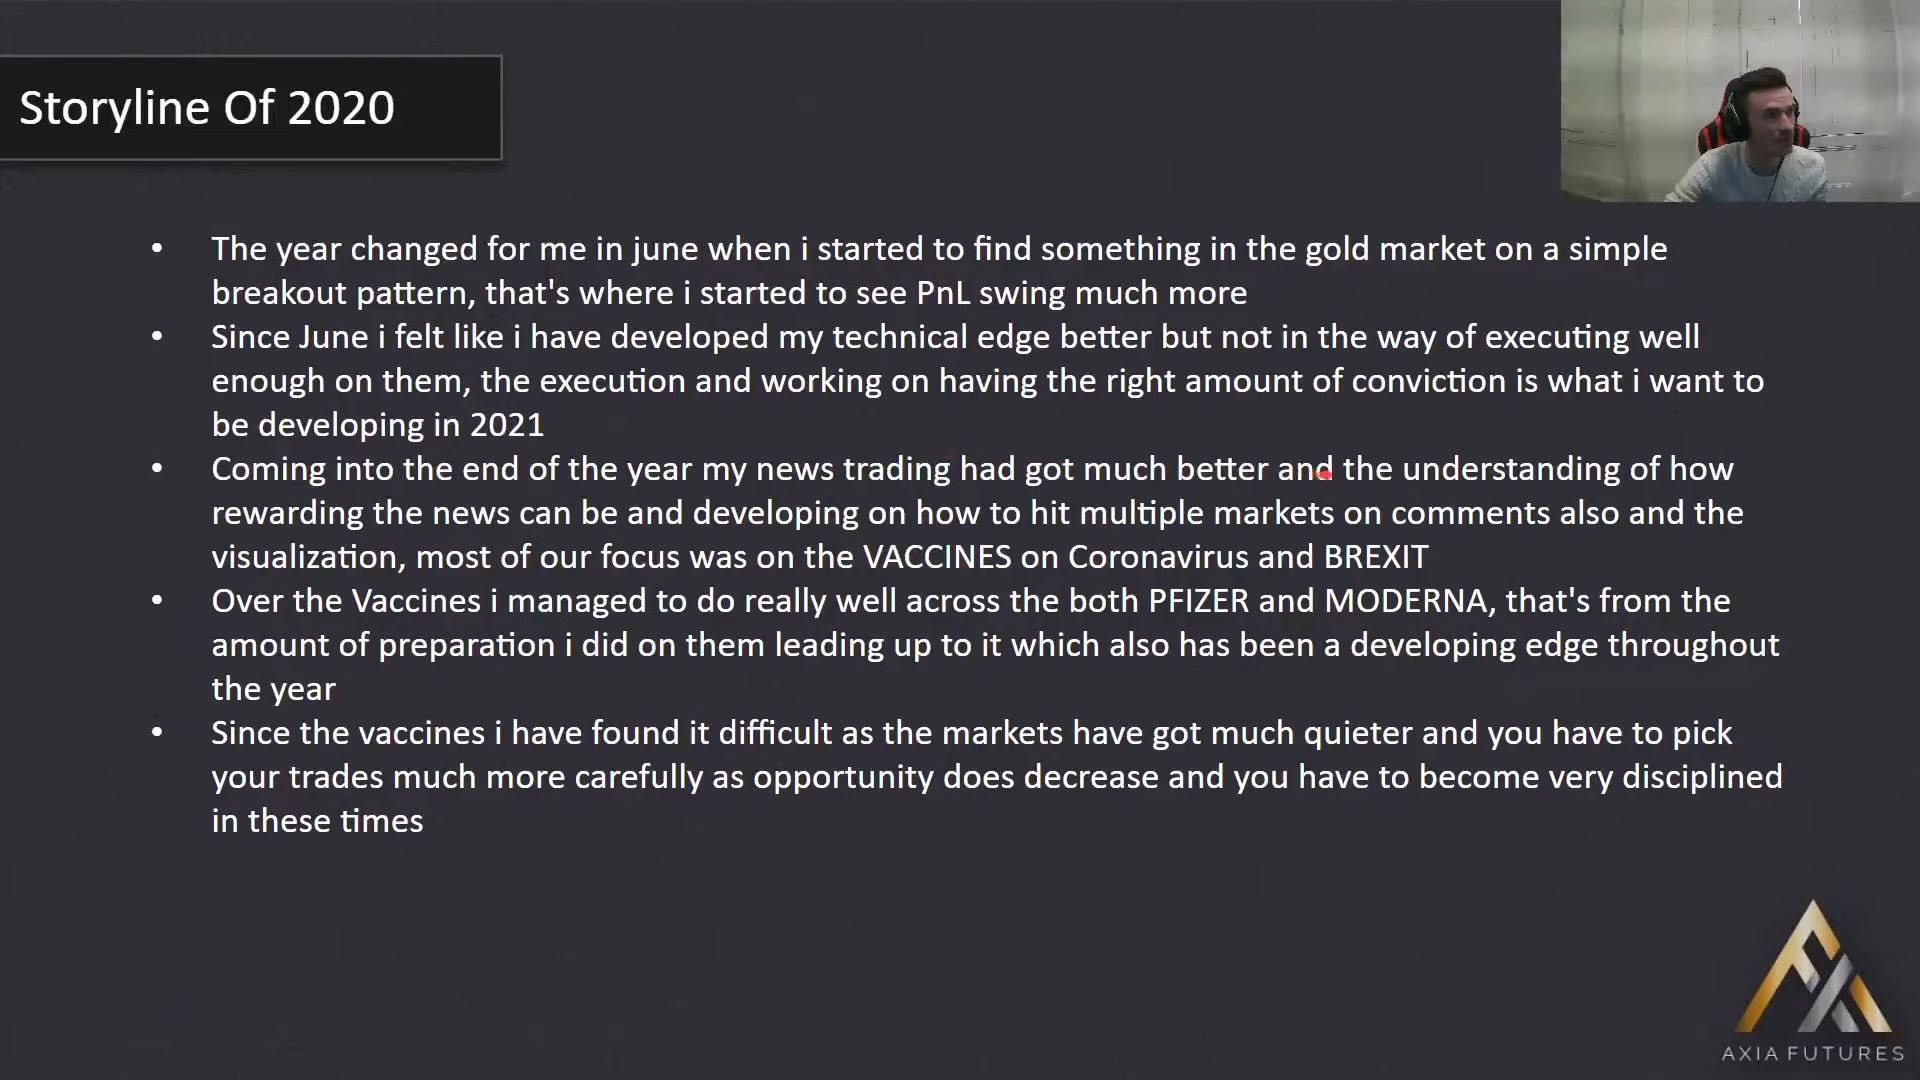 Storyline Of 2020
• The year changed for me in june when i started to find something in the gold market on a simple
breakout pattern, that's where i started to see PnL swing much more
• Since June i felt like i have developed my technical edge better but not in the way of executing well
enough on them, the execution and working on having the right amount of conviction is what i want to
be developing in 2021
• Coming into the end of the year my news trading had got much better and the understanding of how
rewarding the news can be and developing on how to hit multiple markets on comments also and the
visualization, most of our focus was on the VACCINES on Coronavirus and BREXIT
• Over the Vaccines i managed to do really well across the both PFIZER and MODERNA, that's from the
amount of preparation i did on them leading up to it which also has been a developing edge throughout
the year
• Since the vaccines i have found it difficult as the markets have got much quieter and you have to pick
your trades much more carefully as opportunity does decrease and you have to become very disciplined
in these times
AXIA FUTURES